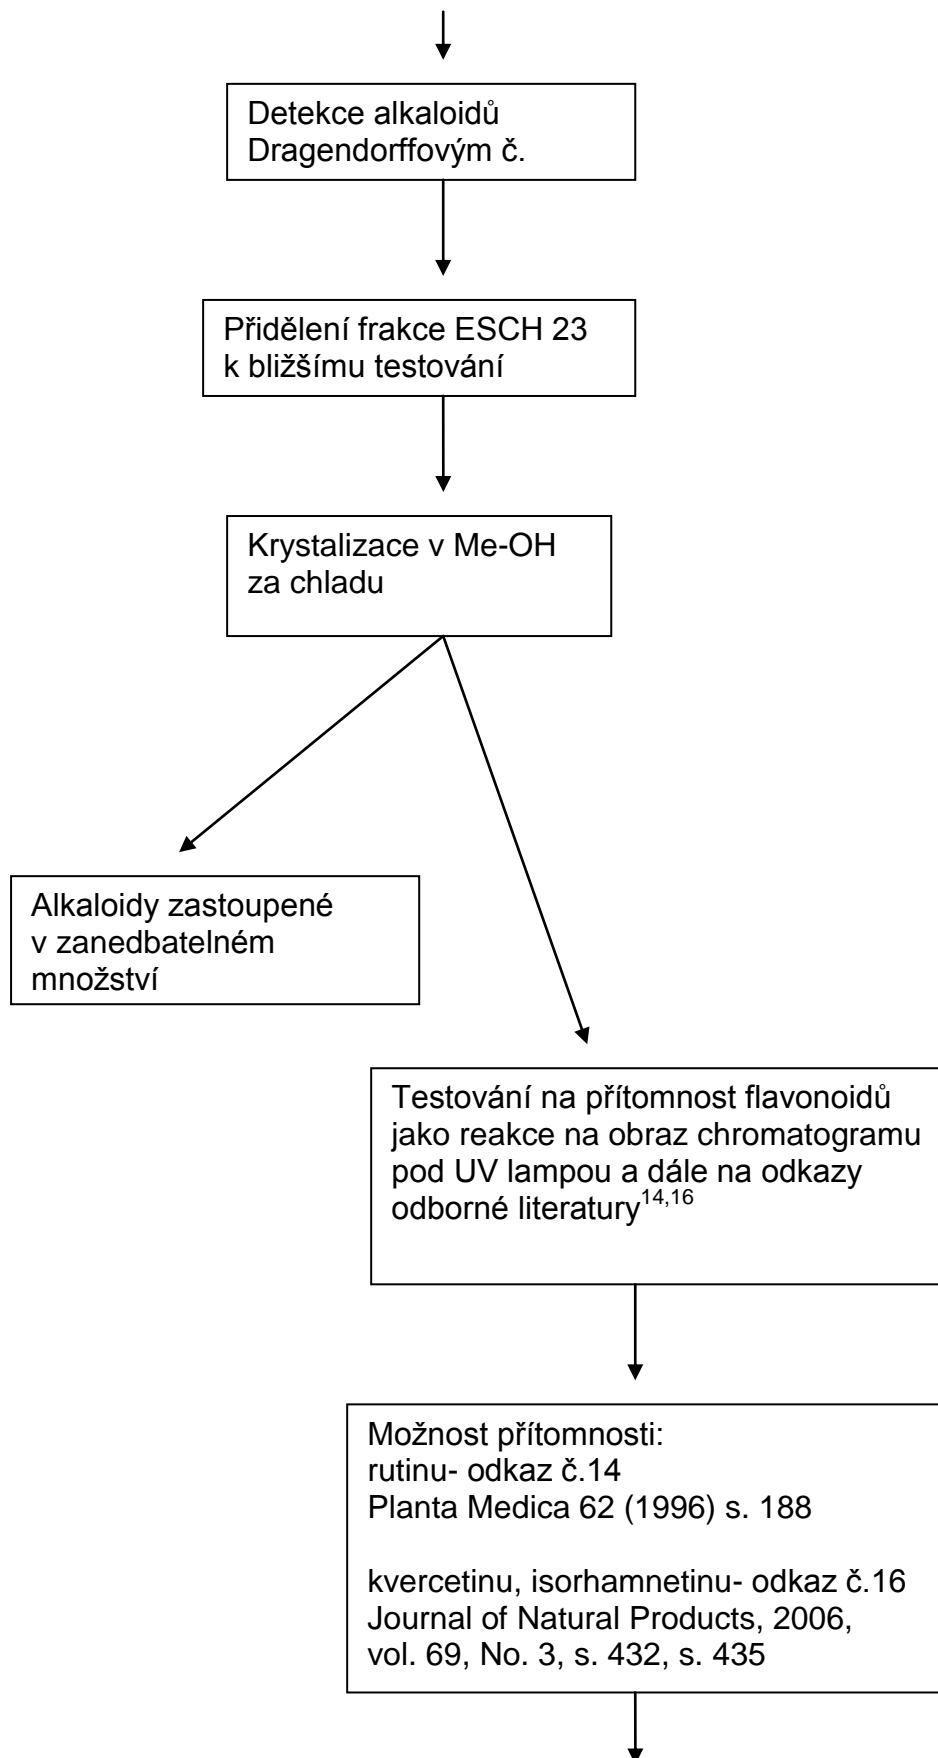 Detekce alkaloidů
Dragendorffovým č.
Přidělení frakce ESCH 23
k bližšímu testování
Krystalizace v Me-OH
za chladu
Alkaloidy zastoupené
v zanedbatelném
množství
Testování na přítomnost flavonoidů
jako reakce na obraz chromatogramu
pod UV lampou a dále na odkazy
odborné literatury14,16
Možnost přítomnosti:
rutinu- odkaz č.14
Planta Medica 62 (1996) s. 188
kvercetinu, isorhamnetinu- odkaz č.16
Journal of Natural Products, 2006,
vol. 69, No. 3, s. 432, s. 435